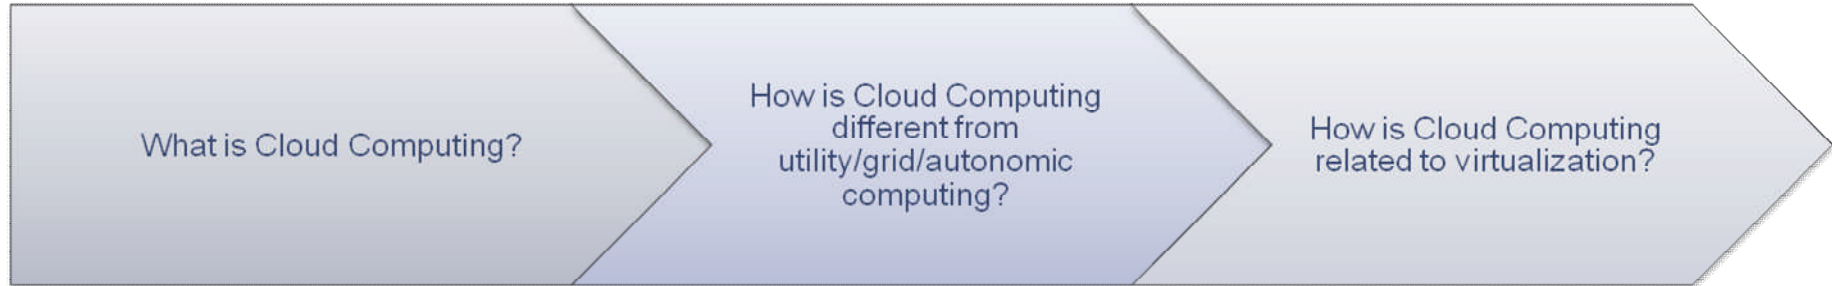 What is Cloud Computing?
How is Cloud Computing
different from
utility/grid/autonomic
computing?
How is Cloud Computing
related to virtualization?